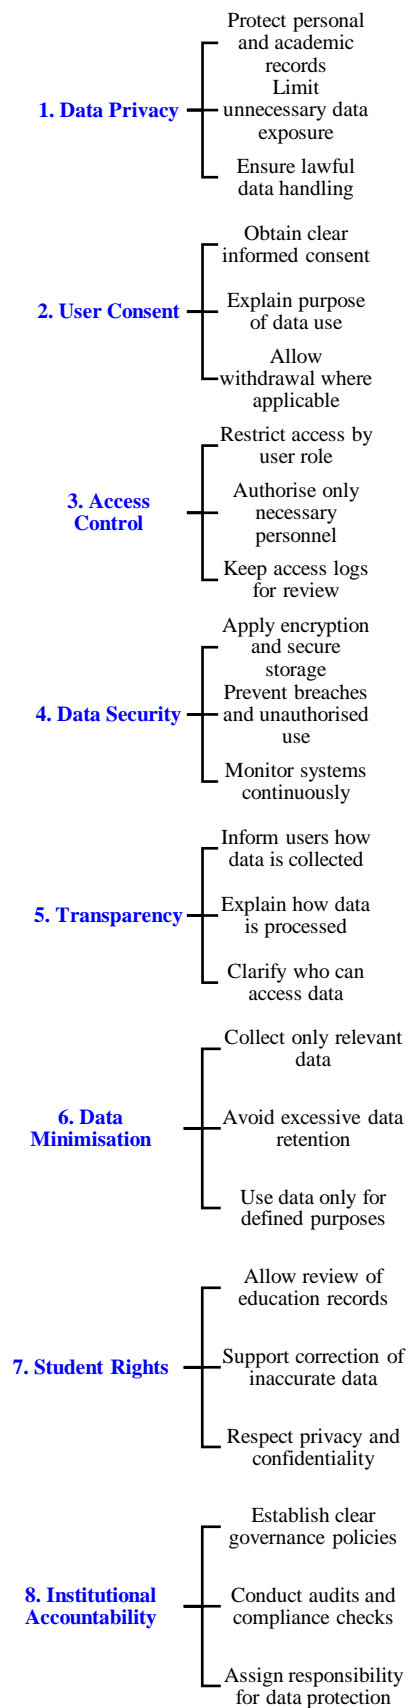 1. Data Privacy
Protect personal
and academic
records
Limit
unnecessary data
exposure
Ensure lawful
data handling
2. User Consent
Obtain clear
informed consent
Explain purpose
of data use
Allow
withdrawal where
applicable
3. Access
Control
Restrict access by
user role
Authorise only
necessary
personnel
Keep access logs
for review
4. Data Security
Apply encryption
and secure
storage
Prevent breaches
and unauthorised
use
Monitor systems
continuously
5. Transparency
Inform users how
data is collected
Explain how data
is processed
Clarify who can
access data
6. Data
Minimisation
Collect only relevant
data
Avoid excessive data
retention
Use data only for
defined purposes
7. Student Rights
Allow review of
education records
Support correction of
inaccurate data
Respect privacy and
confidentiality
8. Institutional
Accountability
Establish clear
governance policies
Conduct audits and
compliance checks
Assign responsibility
for data protection